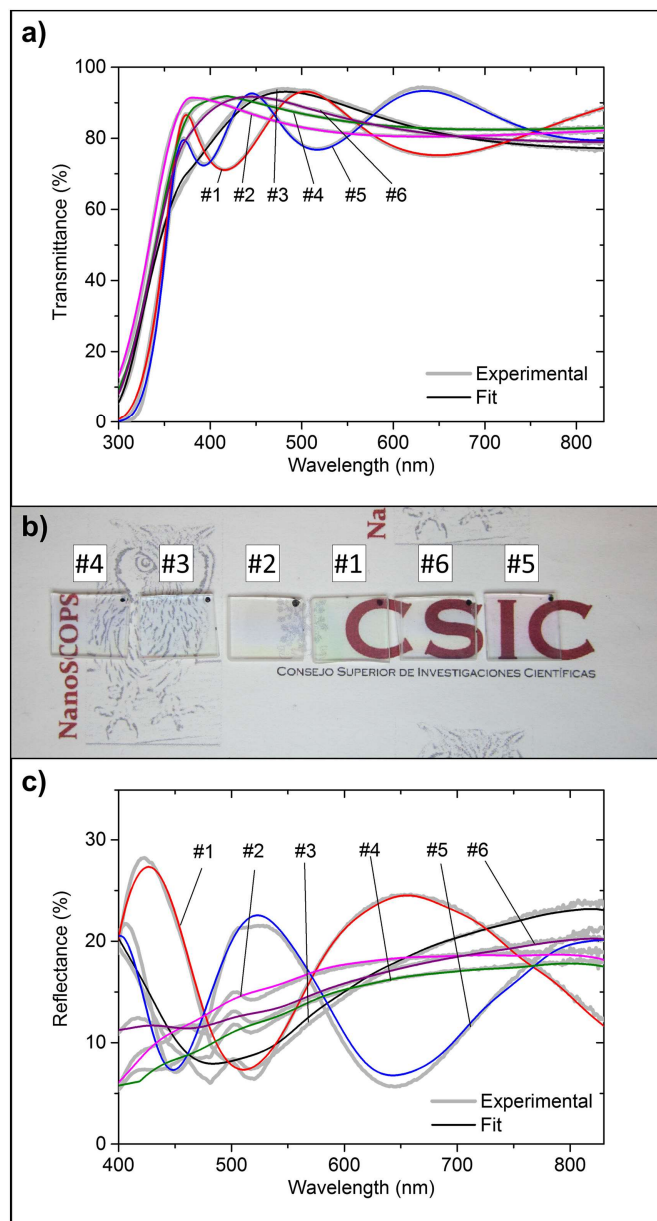 a)
100
80
60
40
20
0
Transmittance (%)
#1 #2 #3 #4 #5 #6
Experimental
Fit
300 400 500 600 700 800
Wavelength (nm)
b)
Na
#4 #3 #2 #1 #6 #5
NanoSCOPS
CSIC
CONSEJO SUPERIOR DE INVESTIGACIONES CIENTÍFICAS
c)
30
20
10
0
Reflectance (%)
#1 #2 #3 #4 #5 #6
Experimental
Fit
400 500 600 700 800
Wavelength (nm)